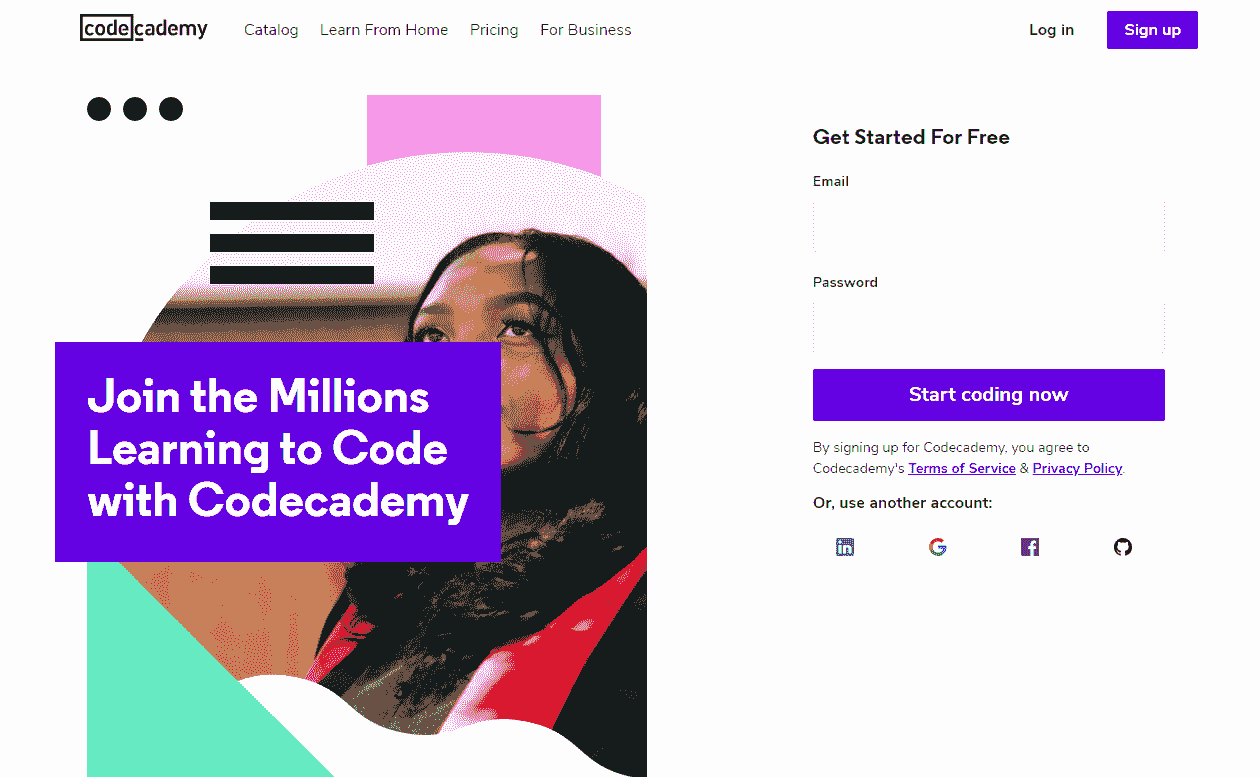 codecademy
Catalog
Learn From Home
Pricing
For Business
Log in
Sign up
Join the Millions
Learning to Code
with Codecademy
Get Started For Free
Email
Password
Start coding now
By signing up for Codecademy, you agree to
Codecademy's Terms of Service & Privacy Policy.
Or, use another account:
in
G
f